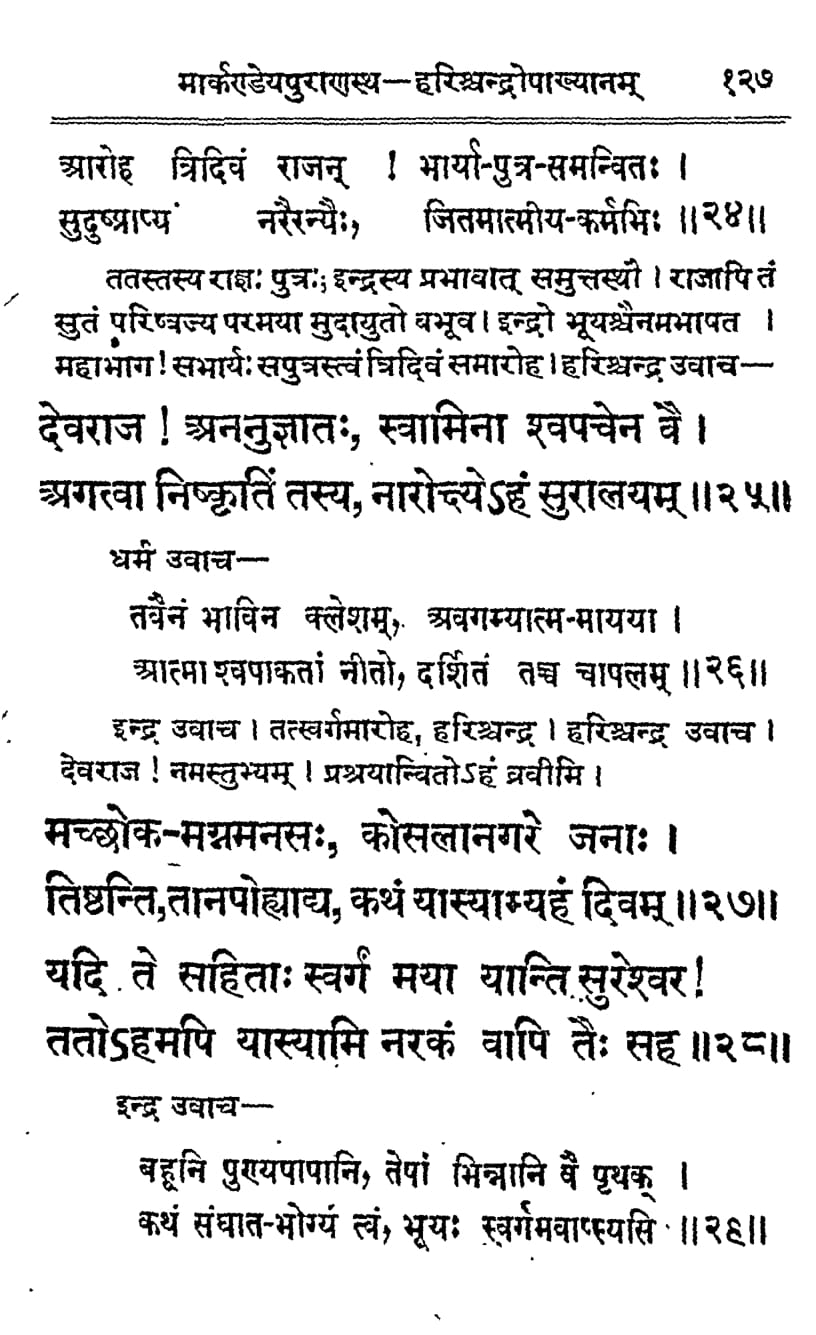 मार्कण्डेयपुराणस्थ—हरिश्चन्द्रोपाख्यानम् १२७
आरोह त्रिदिवं राजन् ! भार्या-पुत्र-समन्वितः ।
सुदुष्प्राप्यं नरैरन्यैः, जितमात्मीय-कर्मभिः ॥२४॥
ततस्तस्य राज्ञः पुत्रः; इन्द्रस्य प्रभावात् समुत्तस्थौ । राजापि तं
सुतं परिष्वज्य परमया मुदायुतो बभूव। इन्द्रो भूयश्चैनमभाषत ।
महाभाग! सभार्यः सपुत्रस्त्वं त्रिदिवं समारोह। हरिश्चन्द्र उवाच—
देवराज ! अननुज्ञातः, स्वामिना श्वपचेन वै ।
अगत्वा निष्कृतिं तस्य, नारोक्ष्येऽहं सुरालयम् ॥२५॥
धर्म उवाच—
तवैनं भाविन क्लेशम्, अवगम्यात्म-मायया ।
आत्मा श्वपाकतां नीतो, दर्शितं तच्च चापलम् ॥२६॥
इन्द्र उवाच । तत्स्वर्गमारोह, हरिश्चन्द्र । हरिश्चन्द्र उवाच ।
देवराज ! नमस्तुभ्यम् । प्रश्रयान्वितोऽहं ब्रवीमि ।
मच्छोक-मग्नमनसः, कोसलानगरे जनाः ।
तिष्ठन्ति, तानपोह्याद्य, कथं यास्याम्यहं दिवम् ॥२७॥
यदि ते सहिताः स्वर्गं मया यान्ति सुरेश्वर !
ततोऽहमपि यास्यामि नरकं वापि तैः सह ॥२८॥
इन्द्र उवाच—
बहूनि पुण्यपापानि, तेषां भिन्नानि वै पृथक् ।
कथं संघात-भोग्यं त्वं, भूयः स्वर्गमवाप्स्यसि ॥२९॥